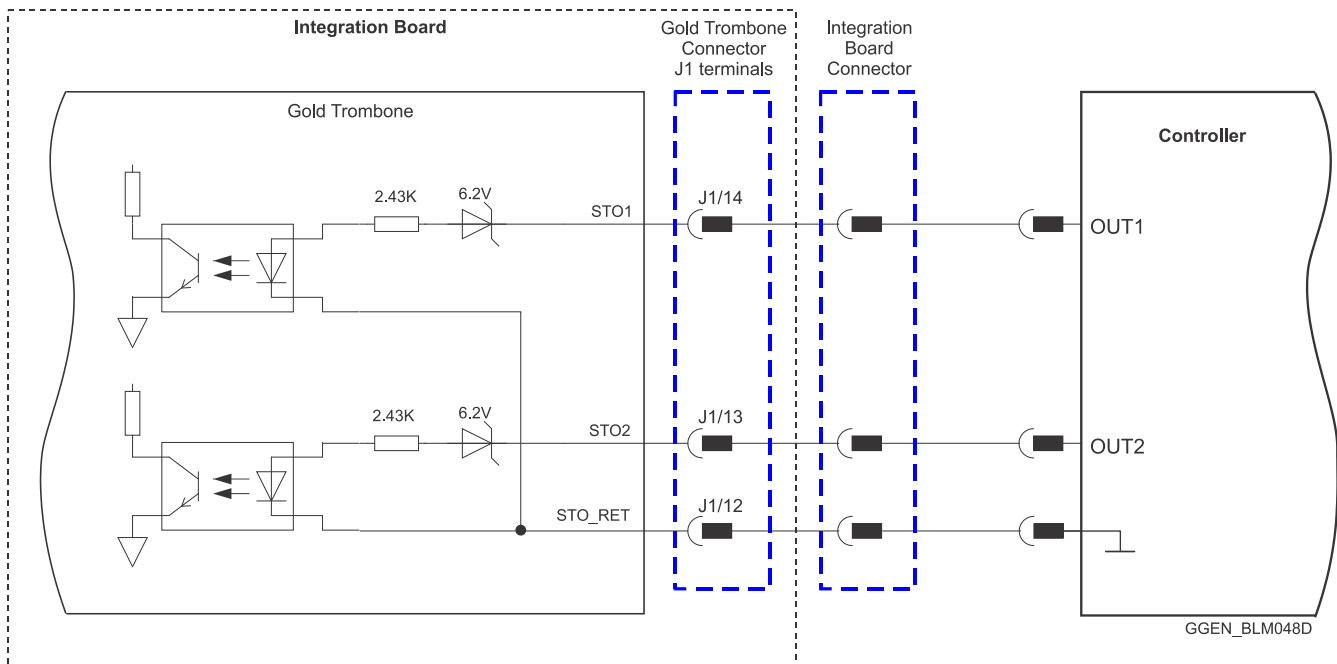 Integration Board
Gold Trombone
Connector
J1 terminals
Integration
Board
Connector
Gold Trombone
Controller
2.43K
6.2V
STO1
J1/14
OUT1
2.43K
6.2V
STO2
J1/13
OUT2
STO_RET
J1/12
GGEN_BLM048D